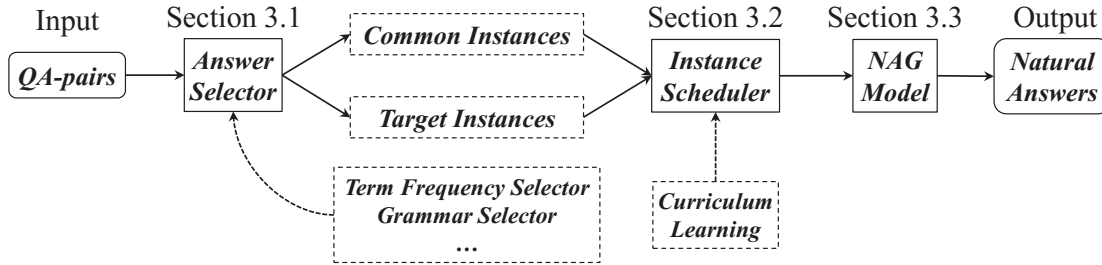 Input
Section 3.1
Section 3.2
Section 3.3
Output
QA-pairs
Answer
Selector
Common Instances
Target Instances
Instance
Scheduler
NAG
Model
Natural
Answers
Term Frequency Selector
Grammar Selector
...
Curriculum
Learning